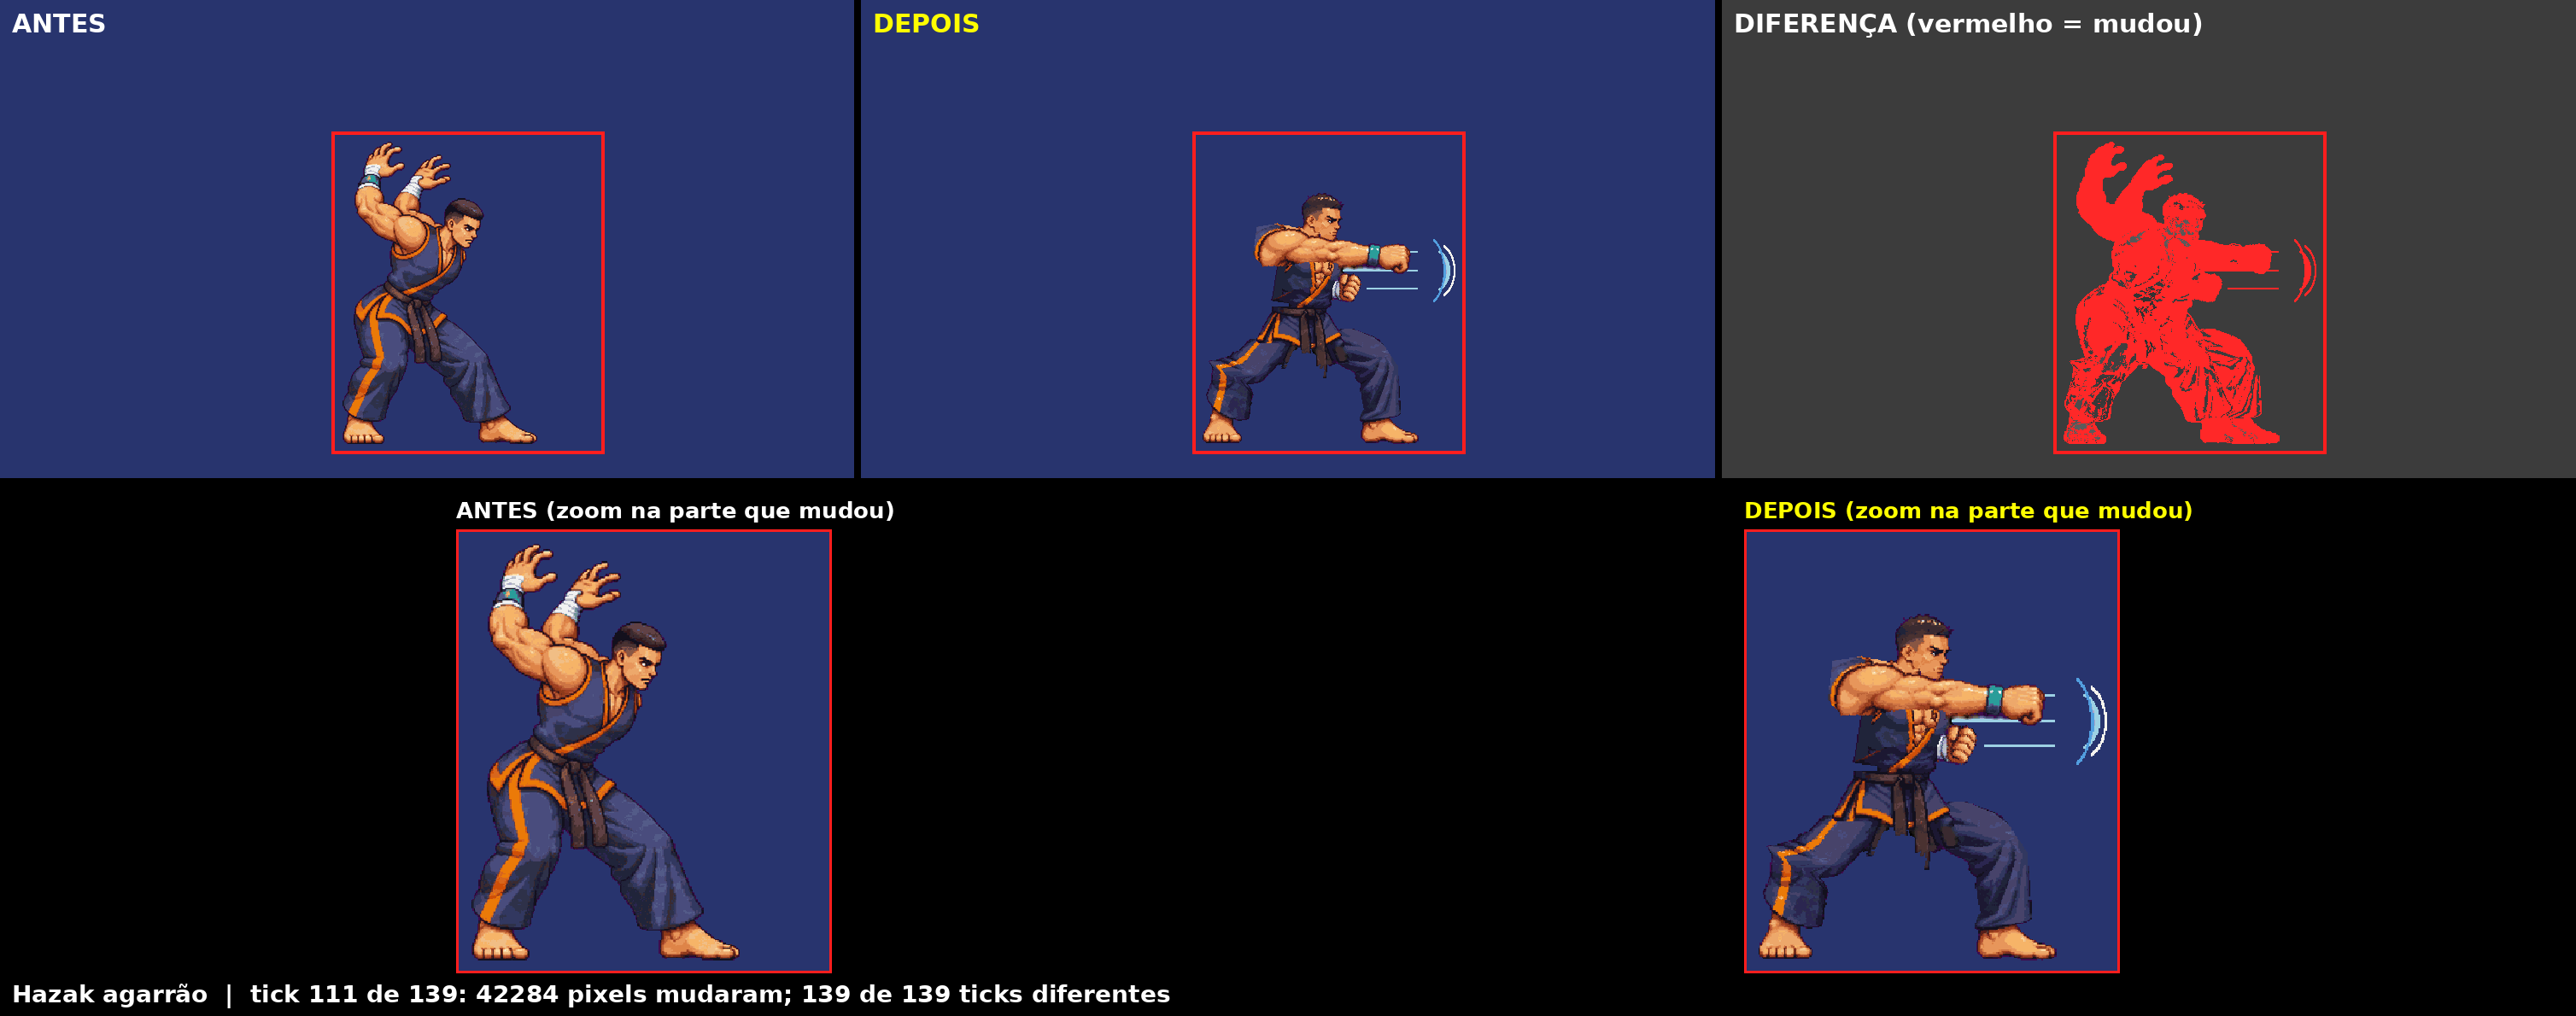 ANTES
DEPOIS
DIFERENÇA (vermelho = mudou)
ANTES (zoom na parte que mudou)
DEPOIS (zoom na parte que mudou)
Hazak agarrão | tick 111 de 139: 42284 pixels mudaram; 139 de 139 ticks diferentes